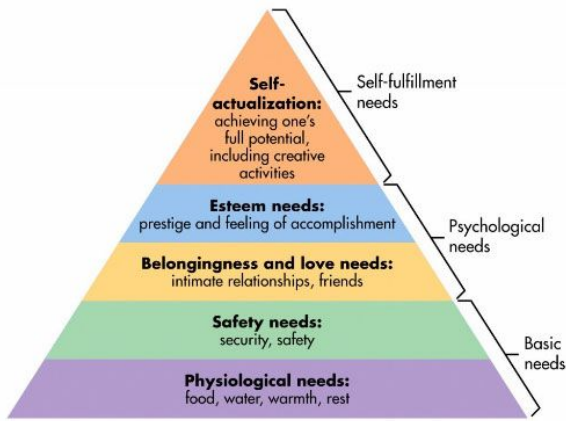 Self-
actualization:
achieving one's
full potential,
including creative
activities
Self-fulfillment
needs
Esteem needs:
prestige and feeling of accomplishment
Psychological
needs
Belongingness and love needs:
intimate relationships, friends
Safety needs:
security, safety
Basic
needs
Physiological needs:
food, water, warmth, rest